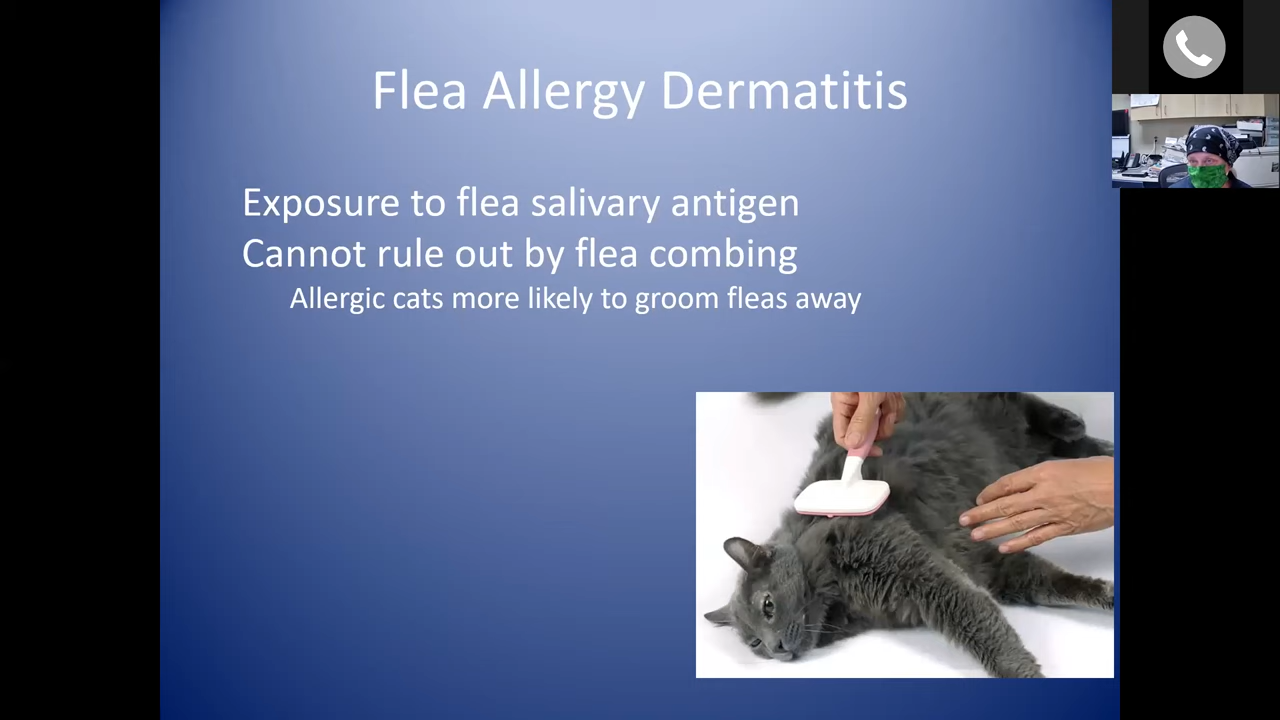 Flea Allergy Dermatitis
Exposure to flea salivary antigen
Cannot rule out by flea combing
Allergic cats more likely to groom fleas away